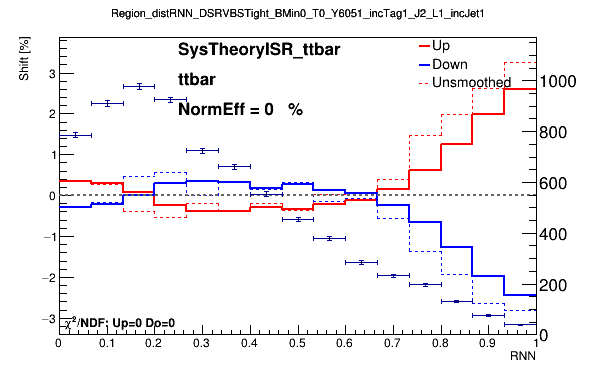 Region_distRNN_DSRVBSTight_BMin0_T0_Y6051_incTag1_J2_L1_incJet1
Shift [%]
SysTheoryISR_ttbar
ttbar
NormEff = 0 %
Up
Down
Unsmoothed
3
2
1
0
−1
−2
−3
1000
800
600
400
200
0
χ²/NDF: Up=0 Do=0
0 0.1 0.2 0.3 0.4 0.5 0.6 0.7 0.8 0.9 1
RNN